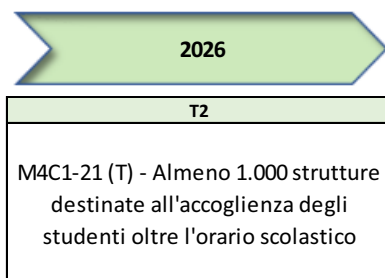 2026
T2
M4C1-21 (T) - Almeno 1.000 strutture
destinate all'accoglienza degli
studenti oltre l'orario scolastico